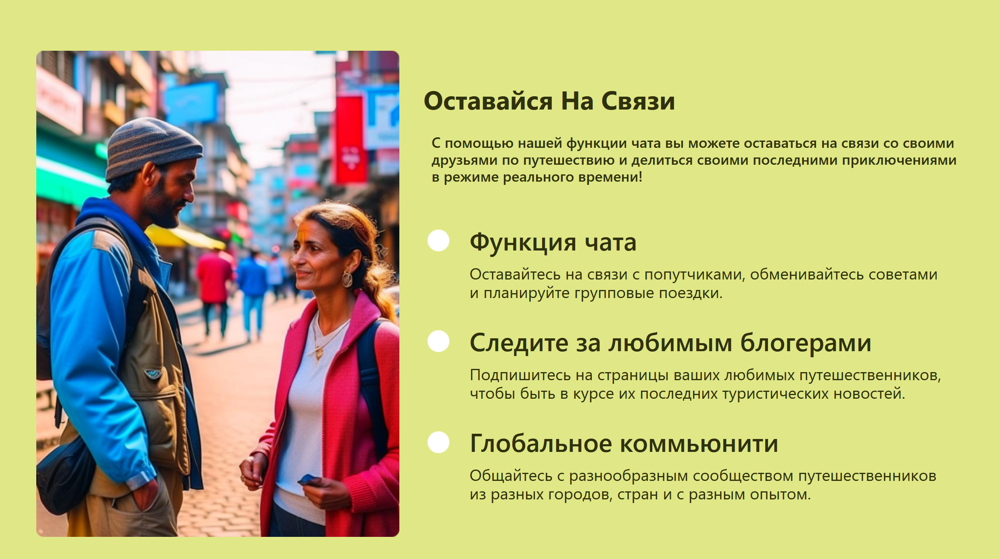 Оставайся На Связи
С помощью нашей функции чата вы можете оставаться на связи со своими
друзьями по путешествию и делиться своими последними приключениями
в режиме реального времени!
Функция чата
Оставайтесь на связи с попутчиками, обменивайтесь советами
и планируйте групповые поездки.
Следите за любимым блогерами
Подпишитесь на страницы ваших любимых путешественников,
чтобы быть в курсе их последних туристических новостей.
Глобальное коммьюнити
Общайтесь с разнообразным сообществом путешественников
из разных городов, стран и с разным опытом.